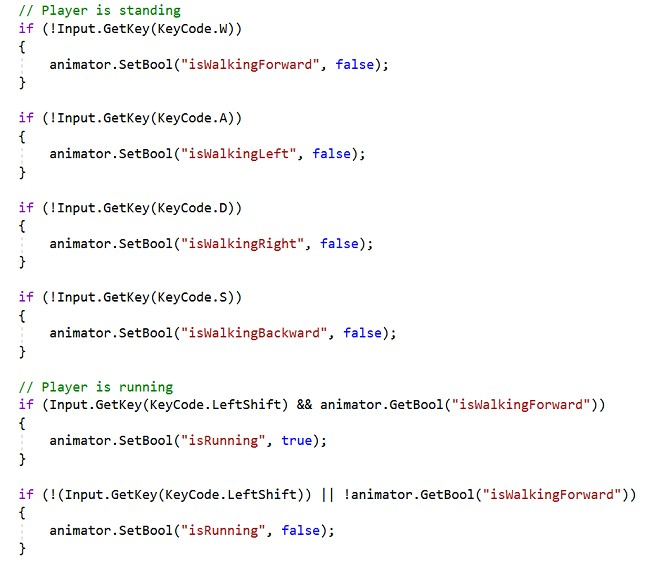 // Player is standing
if (!Input.GetKey(KeyCode.W))
{
    animator.SetBool("isWalkingForward", false);
}

if (!Input.GetKey(KeyCode.A))
{
    animator.SetBool("isWalkingLeft", false);
}

if (!Input.GetKey(KeyCode.D))
{
    animator.SetBool("isWalkingRight", false);
}

if (!Input.GetKey(KeyCode.S))
{
    animator.SetBool("isWalkingBackward", false);
}

// Player is running
if (Input.GetKey(KeyCode.LeftShift) && animator.GetBool("isWalkingForward"))
{
    animator.SetBool("isRunning", true);
}

if (!(Input.GetKey(KeyCode.LeftShift)) || !animator.GetBool("isWalkingForward"))
{
    animator.SetBool("isRunning", false);
}